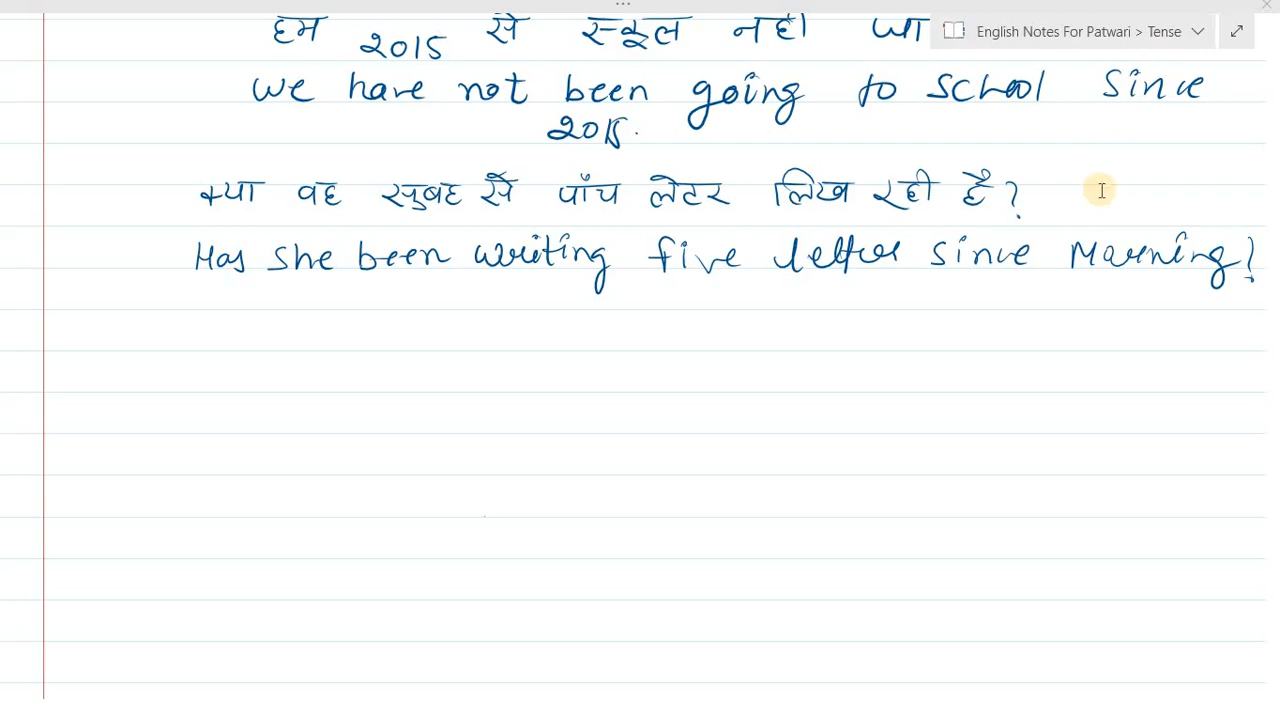 हम 2015 से स्कूल नहीं जा
English Notes For Patwari > Tense
We have not been going to school since
2015.
क्या वह सुबह से पाँच लेटर लिख रही है?
Has she been writing five letter since Morning?